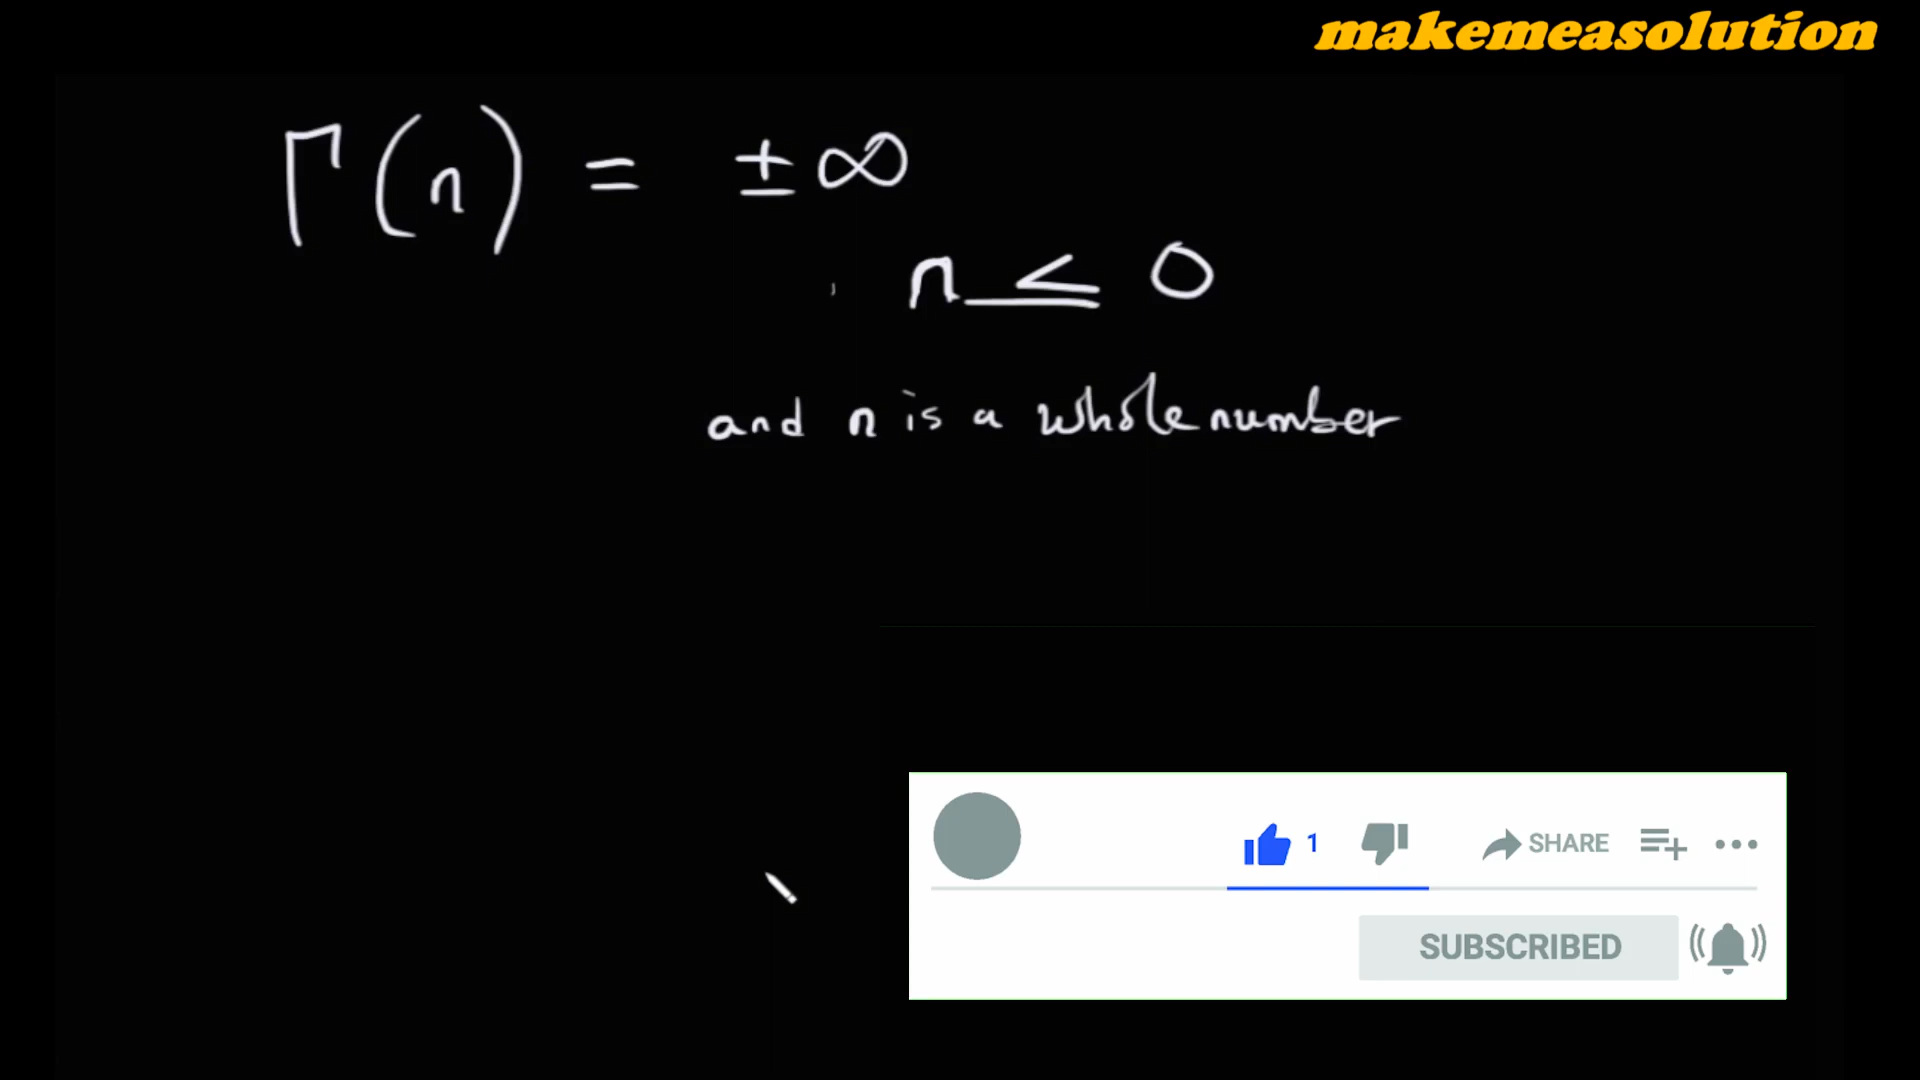 makemeasolution
Γ(n) = ± ∞
n ≤ 0
and n is a whole number
1 SHARE
SUBSCRIBED